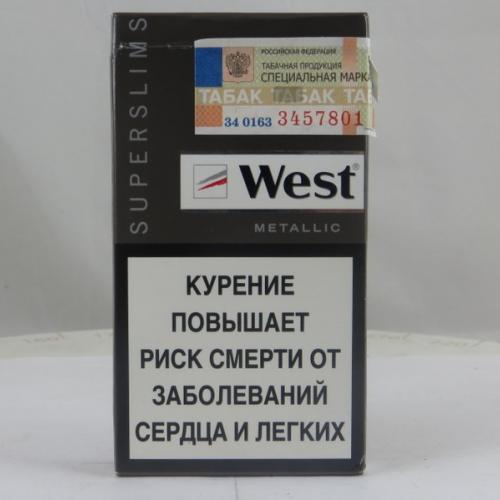 SUPERSLIMS
РОССИЙСКАЯ ФЕДЕРАЦИЯ
ТАБАЧНАЯ ПРОДУКЦИЯ
СПЕЦИАЛЬНАЯ МАРКА
ТАБАК ТАБАК ТАБ
34 0163 3457801
West®
METALLIC
КУРЕНИЕ
ПОВЫШАЕТ
РИСК СМЕРТИ ОТ
ЗАБОЛЕВАНИЙ
СЕРДЦА И ЛЕГКИХ